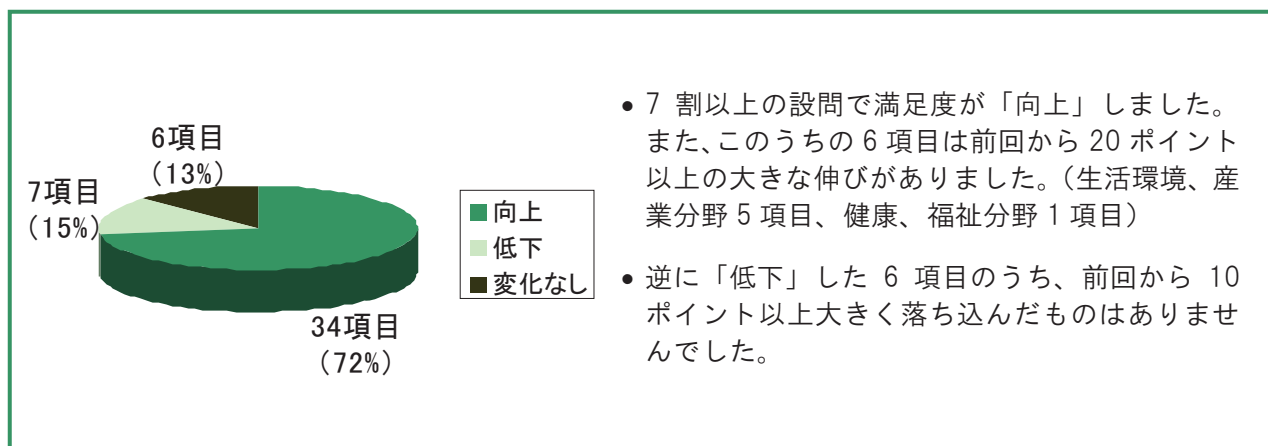 6項目
(13%)
7項目
(15%)
34項目
(72%)
向上
低下
変化なし
• 7 割以上の設問で満足度が「向上」しました。
また、このうちの 6 項目は前回から 20 ポイント
以上の大きな伸びがありました。（生活環境、産
業分野 5 項目、健康、福祉分野 1 項目）
• 逆に「低下」した 6 項目のうち、前回から 10
ポイント以上大きく落ち込んだものはありませ
んでした。